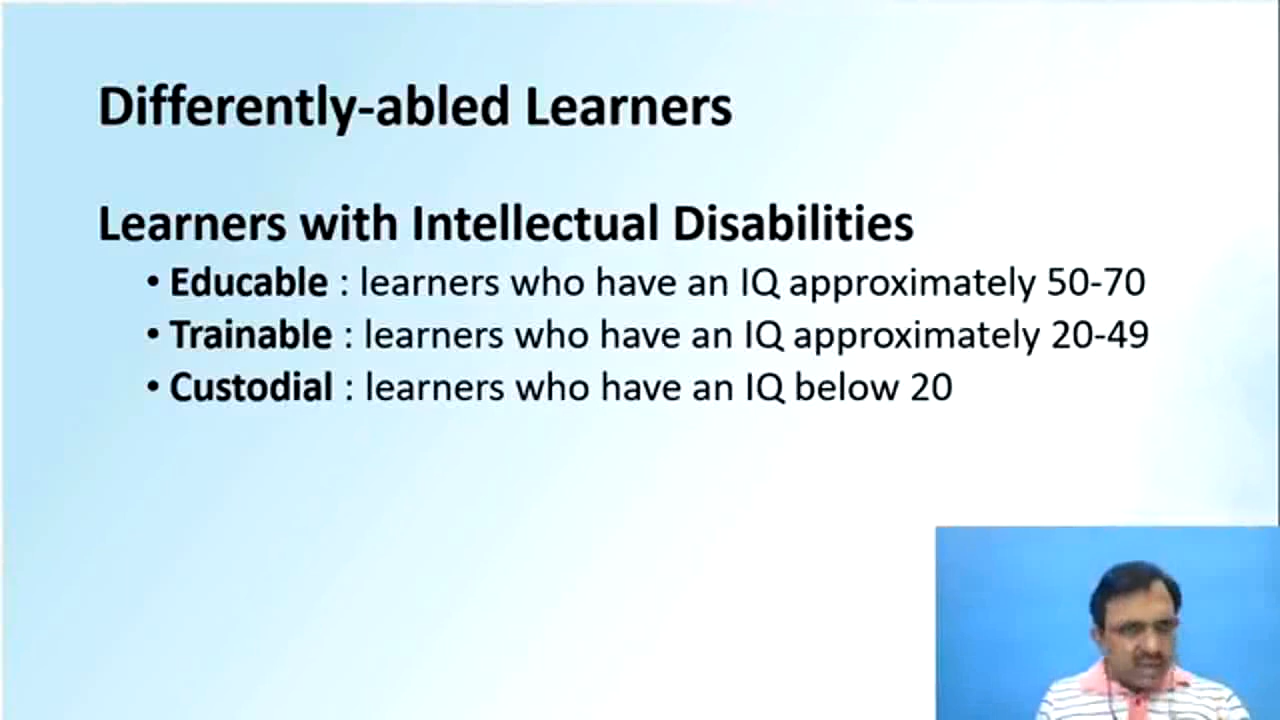 Differently-abled Learners
Learners with Intellectual Disabilities
• Educable : learners who have an IQ approximately 50-70
• Trainable : learners who have an IQ approximately 20-49
• Custodial : learners who have an IQ below 20